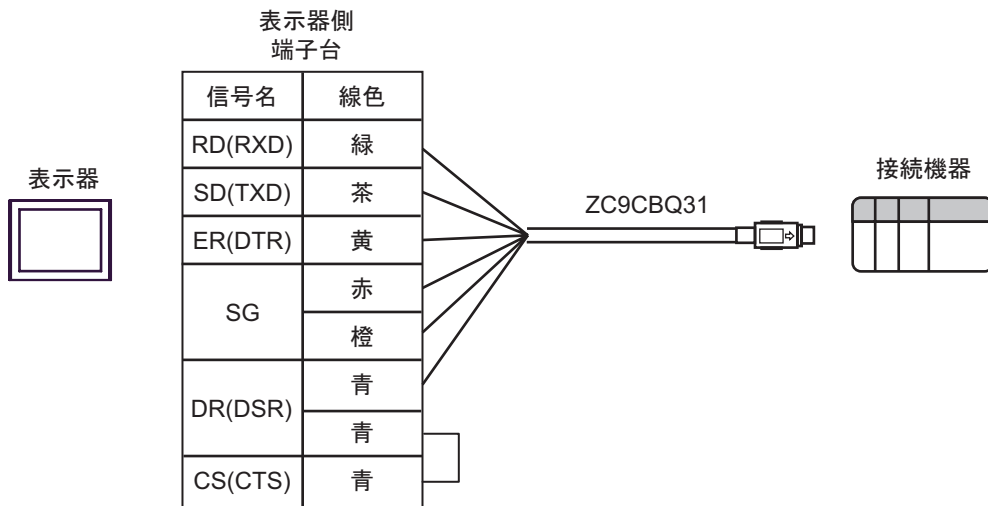 表示器側
端子台
信号名 線色
RD(RXD) 緑
SD(TXD) 茶
ER(DTR) 黄
SG 赤
橙
DR(DSR) 青
青
CS(CTS) 青
表示器
ZC9CBQ31
接続機器